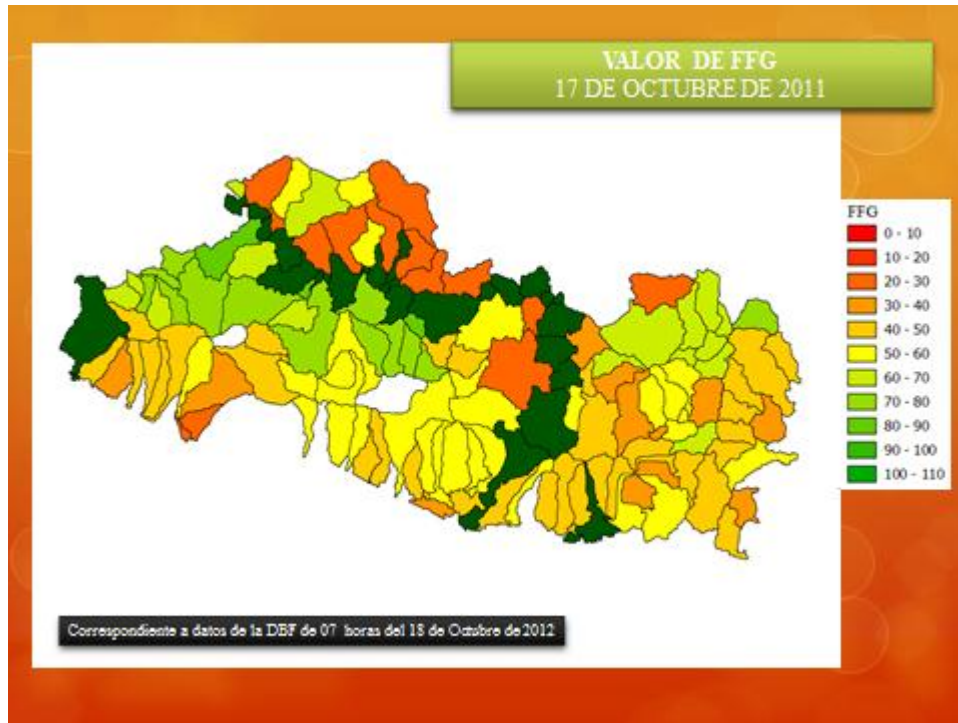 VALOR DE FFG
17 DE OCTUBRE DE 2011
FFG
0 - 10
10 - 20
20 - 30
30 - 40
40 - 50
50 - 60
60 - 70
70 - 80
80 - 90
90 - 100
100 - 110
Correspondiente a datos de la DBF de 07 horas del 18 de Octubre de 2012